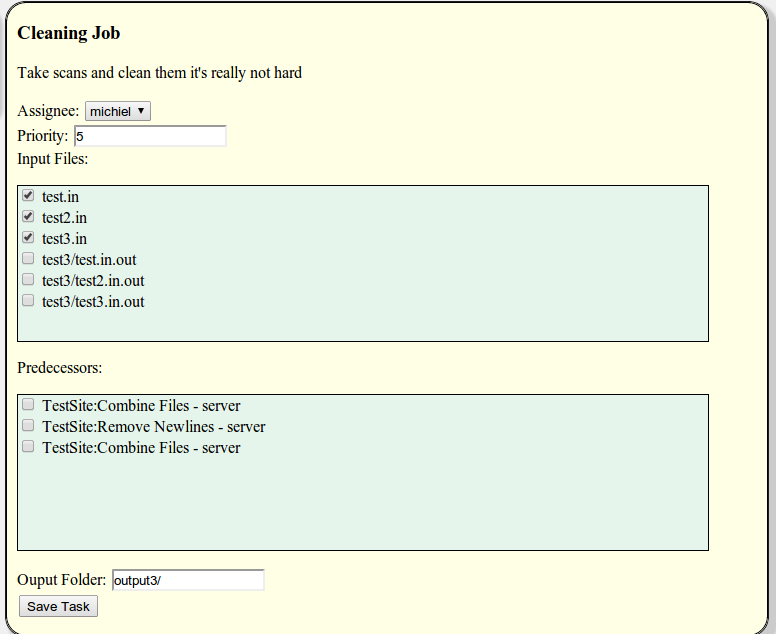 Cleaning Job
Take scans and clean them it's really not hard
Assignee: michiel
Priority: 5
Input Files:
test.in
test2.in
test3.in
test3/test.in.out
test3/test2.in.out
test3/test3.in.out
Predecessors:
TestSite:Combine Files - server
TestSite:Remove Newlines - server
TestSite:Combine Files - server
Ouput Folder: output3/
Save Task